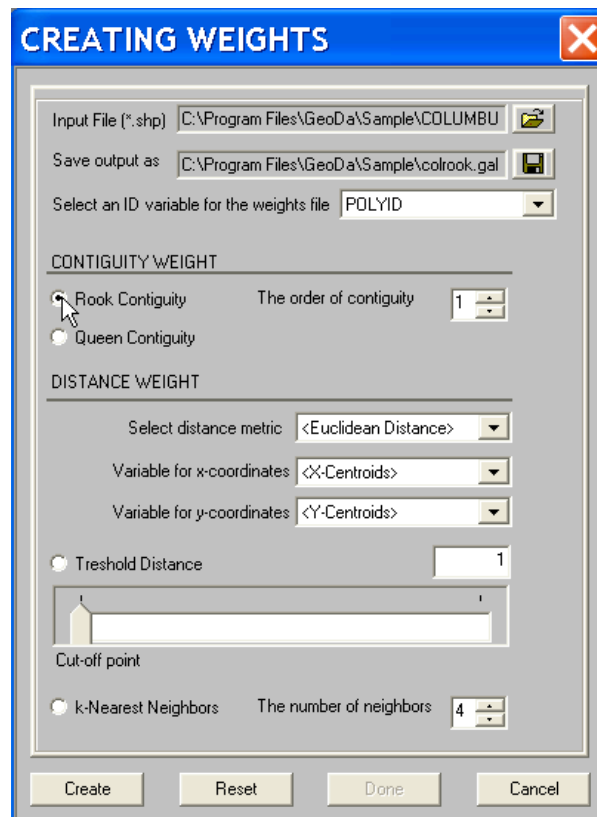 CREATING WEIGHTS
Input File (*.shp) C:\Program Files\GeoDa\Sample\COLUMBU
Save output as C:\Program Files\GeoDa\Sample\colrook.gal
Select an ID variable for the weights file POLYID
CONTIGUITY WEIGHT
Rook Contiguity The order of contiguity 1
Queen Contiguity
DISTANCE WEIGHT
Select distance metric <Euclidean Distance>
Variable for x-coordinates <X-Centroids>
Variable for y-coordinates <Y-Centroids>
Treshold Distance 1
Cut-off point
k-Nearest Neighbors The number of neighbors 4
Create Reset Done Cancel